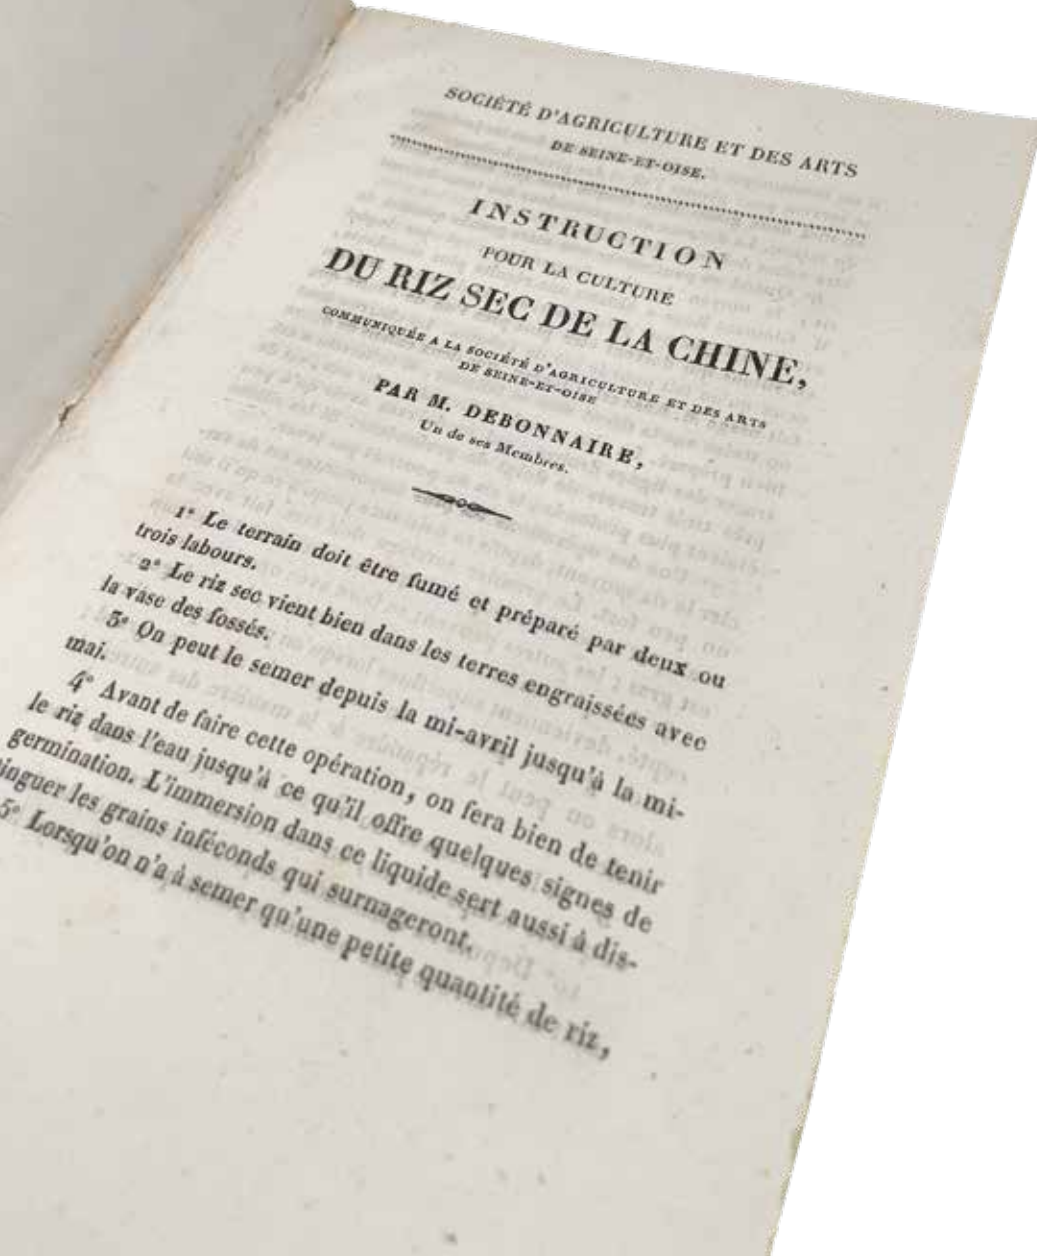 SOCIÉTÉ D'AGRICULTURE ET DES ARTS
DE SEINE-ET-OISE.
INSTRUCTION
POUR LA CULTURE
DU RIZ SEC DE LA CHINE,
COMMUNIQUÉE A LA SOCIÉTÉ D'AGRICULTURE ET DES ARTS
DE SEINE-ET-OISE
PAR M. DEBONNAIRE,
Un de ses Membres.
1° Le terrain doit être fumé et préparé par deux ou
trois labours.
2° Le riz sec vient bien dans les terres engraissées avec
la vase des fossés.
3° On peut le semer depuis la mi-avril jusqu'à la mi-
mai.
4° Avant de faire cette opération, on fera bien de tenir
le riz dans l'eau jusqu'à ce qu'il offre quelques signes de
germination. L'immersion dans ce liquide sert aussi à dis-
inguer les grains inféconds qui surnageront.
5° Lorsqu'on n'a à semer qu'une petite quantité de riz,